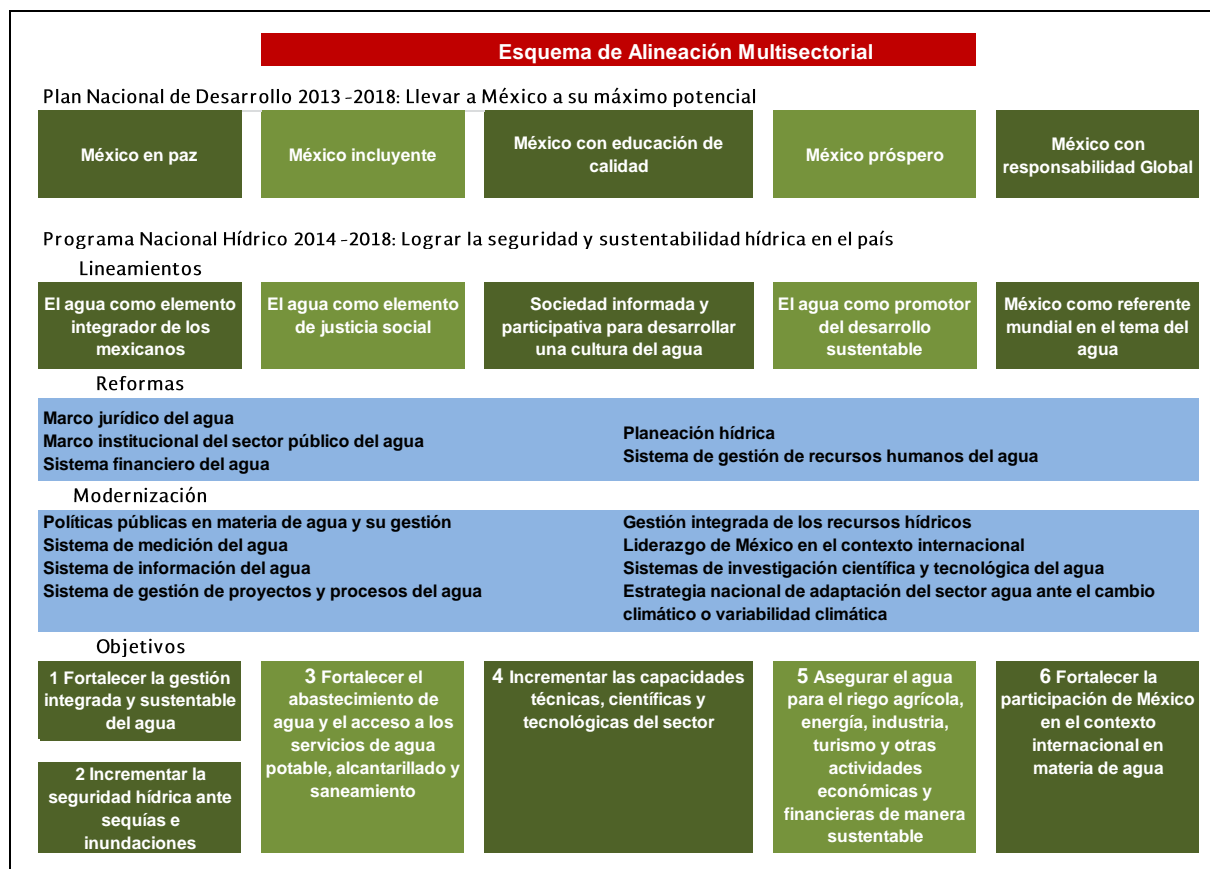 Esquema de Alineación Multisectorial
Plan Nacional de Desarrollo 2013 -2018: Llevar a México a su máximo potencial
México en paz
México incluyente
México con educación de
calidad
México próspero
México con
responsabilidad Global
Programa Nacional Hídrico 2014 -2018: Lograr la seguridad y sustentabilidad hídrica en el país
Lineamientos
El agua como elemento
integrador de los
mexicanos
El agua como elemento
de justicia social
Sociedad informada y
participativa para desarrollar
una cultura del agua
El agua como promotor
del desarrollo
sustentable
México como referente
mundial en el tema del
agua
Reformas
Marco jurídico del agua
Marco institucional del sector público del agua
Sistema financiero del agua
Planeación hídrica
Sistema de gestión de recursos humanos del agua
Modernización
Políticas públicas en materia de agua y su gestión
Sistema de medición del agua
Sistema de información del agua
Sistema de gestión de proyectos y procesos del agua
Gestión integrada de los recursos hídricos
Liderazgo de México en el contexto internacional
Sistemas de investigación científica y tecnológica del agua
Estrategia nacional de adaptación del sector agua ante el cambio
climático o variabilidad climática
Objetivos
1 Fortalecer la gestión
integrada y sustentable
del agua
2 Incrementar la
seguridad hídrica ante
sequías e
inundaciones
3 Fortalecer el
abastecimiento de
agua y el acceso a los
servicios de agua
potable, alcantarillado y
saneamiento
4 Incrementar las capacidades
técnicas, científicas y
tecnológicas del sector
5 Asegurar el agua
para el riego agrícola,
energía, industria,
turismo y otras
actividades
económicas y
financieras de manera
sustentable
6 Fortalecer la
participación de México
en el contexto
internacional en
materia de agua